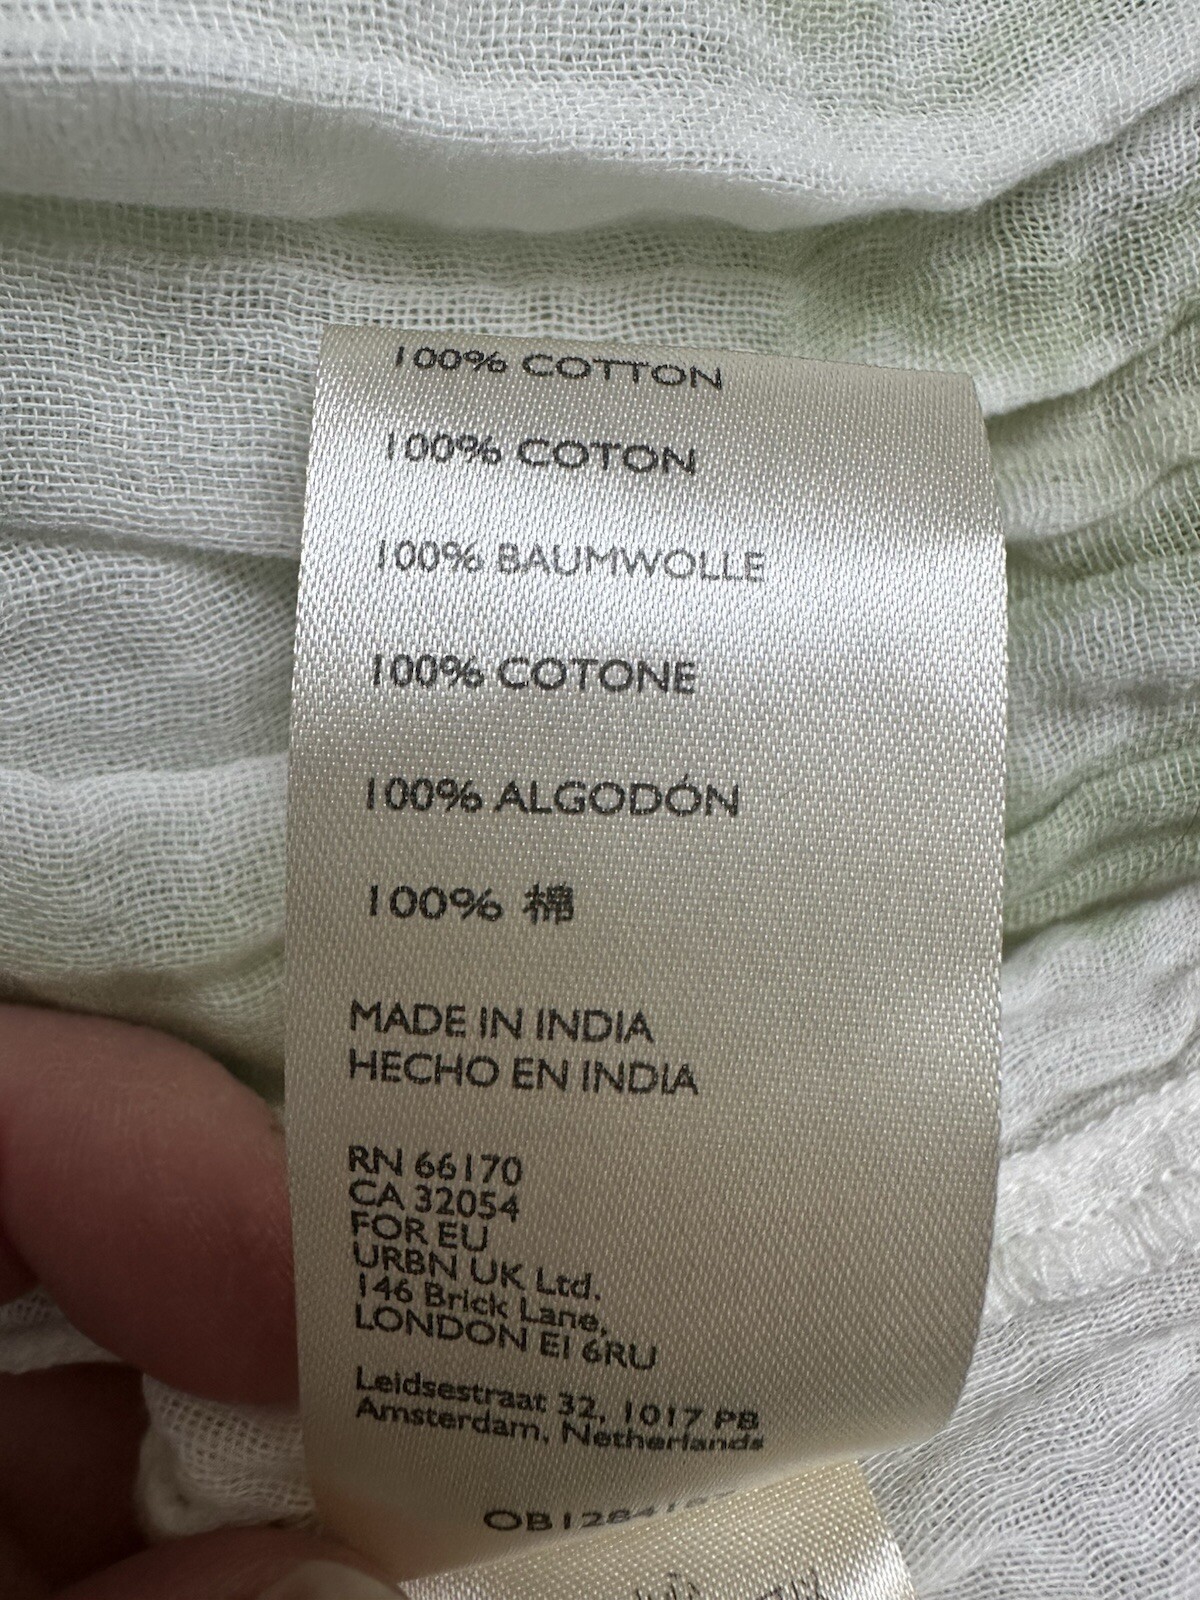 100% COTTON
100% COTON
100% BAUMWOLLE
100% COTONE
100% ALGODÓN
100% 棉
MADE IN INDIA
HECHO EN INDIA
RN 66170
CA 32054
FOR EU
URBN UK Ltd.
146 Brick Lane,
LONDON E1 6RU
Leidsestraat 32, 1017 PB
Amsterdam, Netherlands